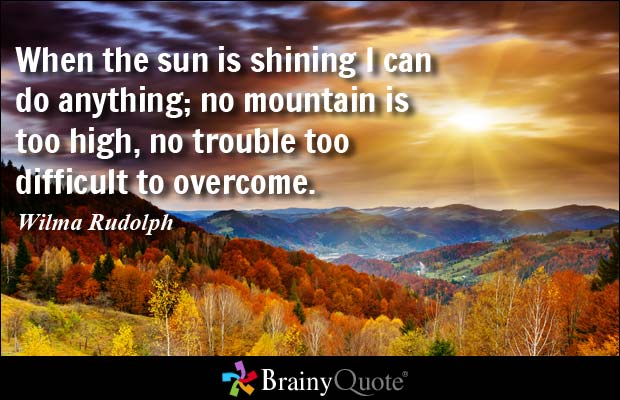 When the sun is shining I can
do anything; no mountain is
too high, no trouble too
difficult to overcome.
Wilma Rudolph
BrainyQuote®